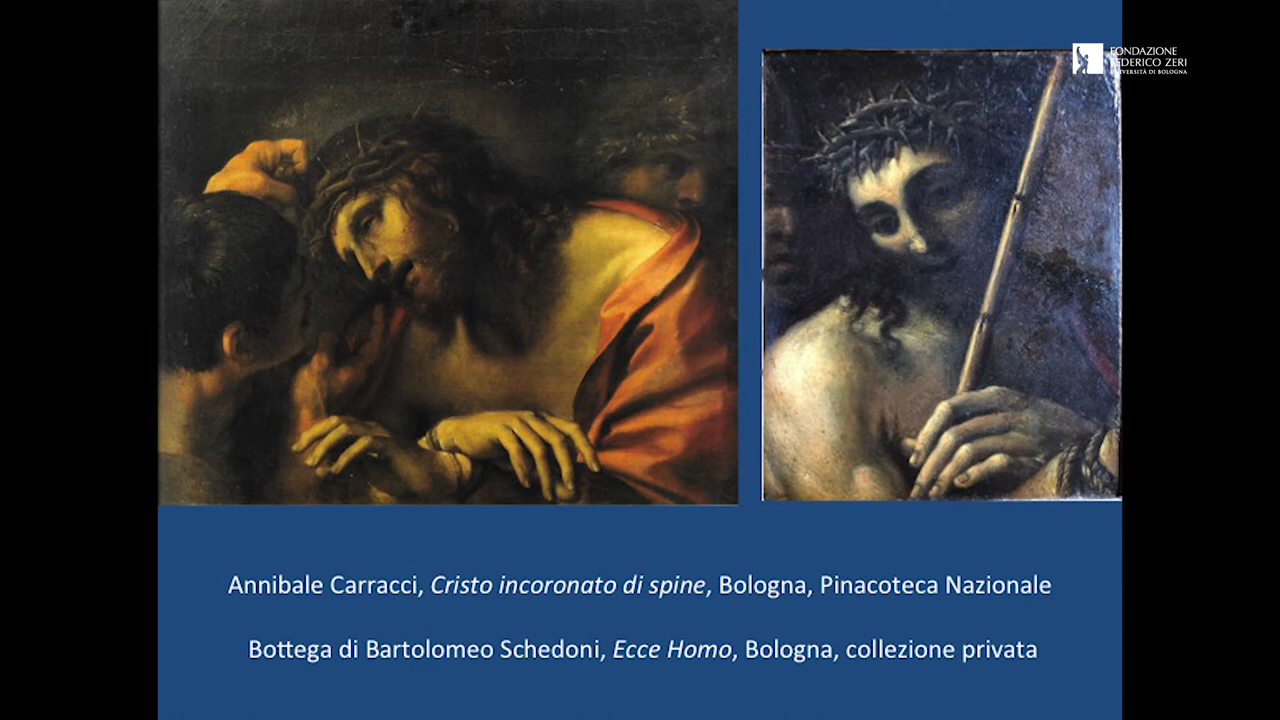 FONDAZIONE
FEDERICO ZERI
UNIVERSITÀ DI BOLOGNA
Annibale Carracci, Cristo incoronato di spine, Bologna, Pinacoteca Nazionale
Bottega di Bartolomeo Schedoni, Ecce Homo, Bologna, collezione privata